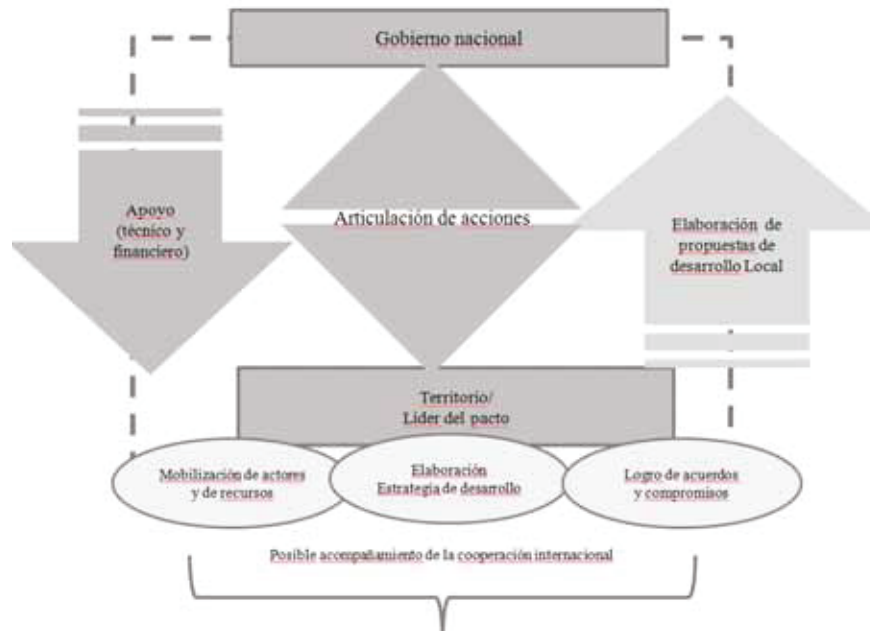 Gobierno nacional
Apoyo
(técnico y
financiero)
Articulación de acciones
Elaboración de
propuestas de
desarrollo Local
Territorio/
Líder del pacto
Mobilización de actores
y de recursos
Elaboración
Estrategia de desarrollo
Logro de acuerdos
y compromisos
Posible acompañamiento de la cooperación internacional